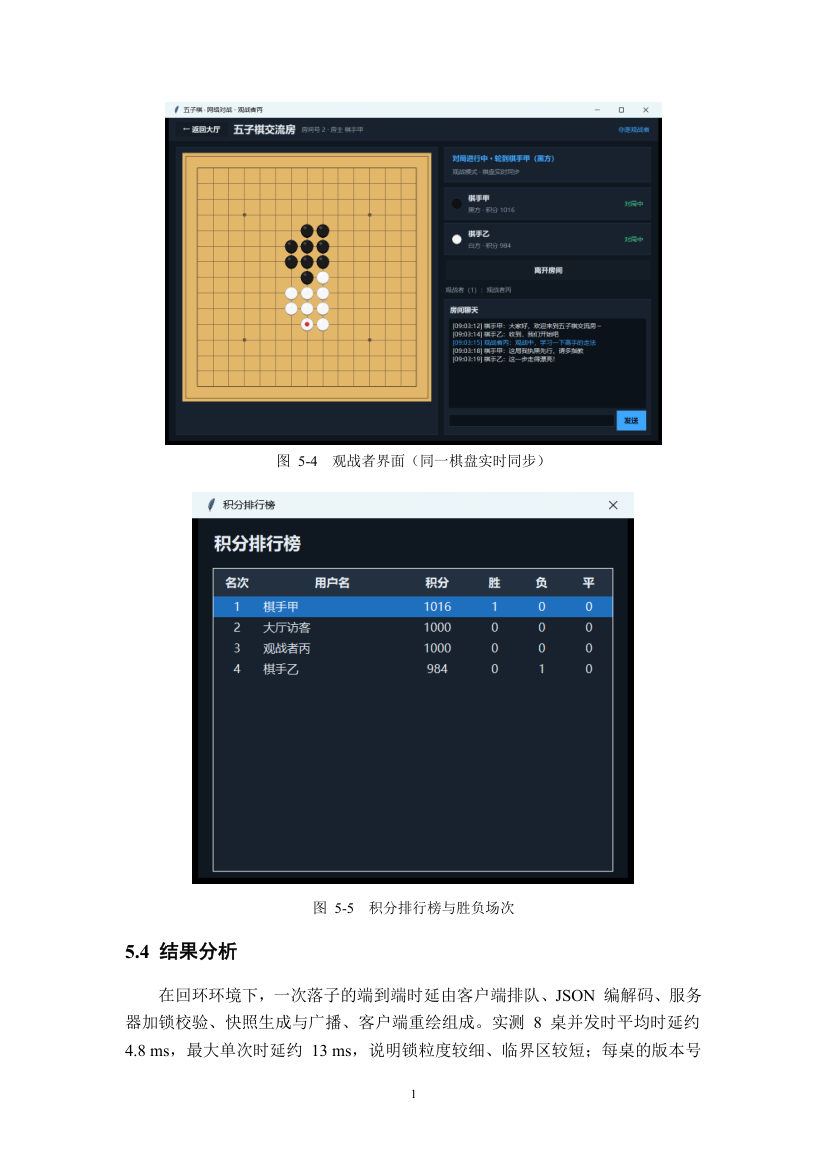 五子棋 - 网络对战 - 观战者丙
← 返回大厅 五子棋交流房 房间号 2 · 房主 棋手甲 你是观战者
对局进行中 · 轮到棋手甲（黑方）
观战模式 · 棋盘实时同步
棋手甲
黑方 · 积分 1016
对局中
棋手乙
白方 · 积分 984
对局中
离开房间
观战者（1）：观战者丙
房间聊天
[09:03:12] 棋手甲：大家好，欢迎来到五子棋交流房~
[09:03:14] 棋手乙：收到，我们开始吧
[09:03:15] 观战者丙：观战中，学习一下高手的走法
[09:03:18] 棋手甲：这局我执黑先行，请多指教
[09:03:19] 棋手乙：这一步走得漂亮！
发送
图 5-4 观战者界面（同一棋盘实时同步）
积分排行榜
积分排行榜
名次 用户名 积分 胜 负 平
1 棋手甲 1016 1 0 0
2 大厅访客 1000 0 0 0
3 观战者丙 1000 0 0 0
4 棋手乙 984 0 1 0
图 5-5 积分排行榜与胜负场次
5.4 结果分析
在回环环境下，一次落子的端到端时延由客户端排队、JSON 编解码、服务
器加锁校验、快照生成与广播、客户端重绘组成。实测 8 桌并发时平均时延约
4.8 ms，最大单次时延约 13 ms，说明锁粒度较细、临界区较短；每桌的版本号
1